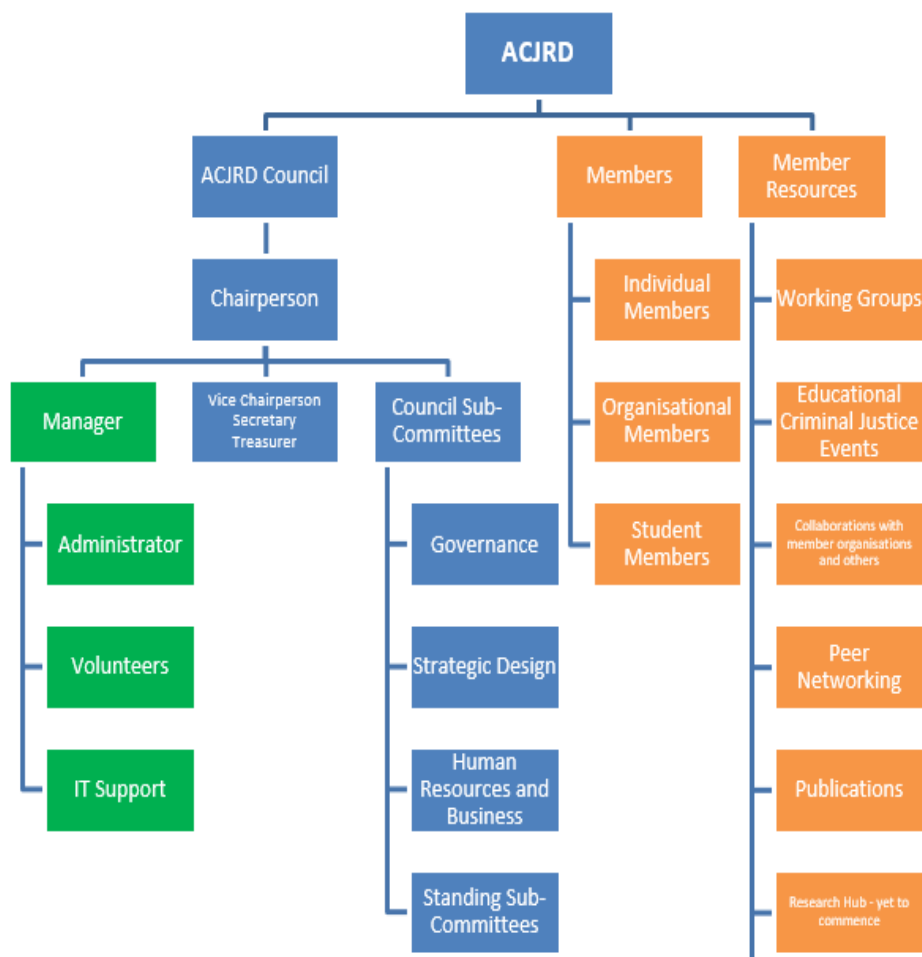 ACJRD
ACJRD Council
Members
Member
Resources
Chairperson
Individual
Members
Working Groups
Manager
Vice Chairperson
Secretary
Treasurer
Council Sub-
Committees
Organisational
Members
Educational
Criminal Justice
Events
Administrator
Governance
Student
Members
Collaborations with
member organisations
and others
Volunteers
Strategic Design
Peer
Networking
IT Support
Human
Resources and
Business
Publications
Standing Sub-
Committees
Research Hub - yet to
commence